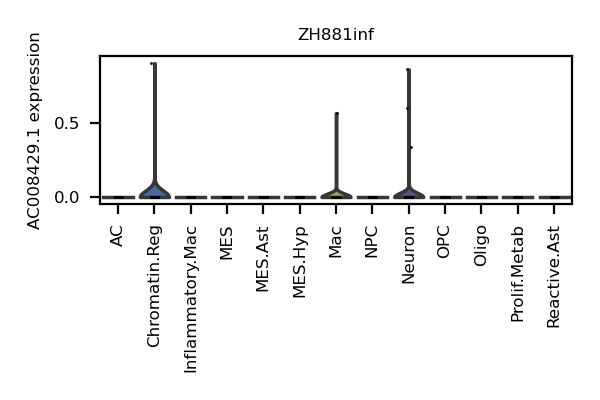 ZH881inf
AC008429.1 expression
0.5
0.0
AC
Chromatin.Reg
Inflammatory.Mac
MES
MES.Ast
MES.Hyp
Mac
NPC
Neuron
OPC
Oligo
Prolif.Metab
Reactive.Ast